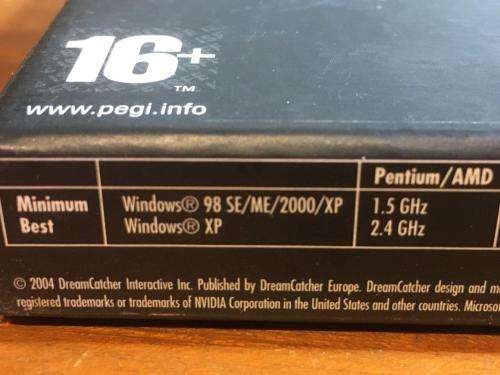 16+
TM
www.pegi.info
Pentium/AMD
Minimum Windows® 98 SE/ME/2000/XP 1.5 GHz
Best Windows® XP 2.4 GHz
© 2004 DreamCatcher Interactive Inc. Published by DreamCatcher Europe. DreamCatcher design and
registered trademarks or trademarks of NVIDIA Corporation in the United States and other countries.